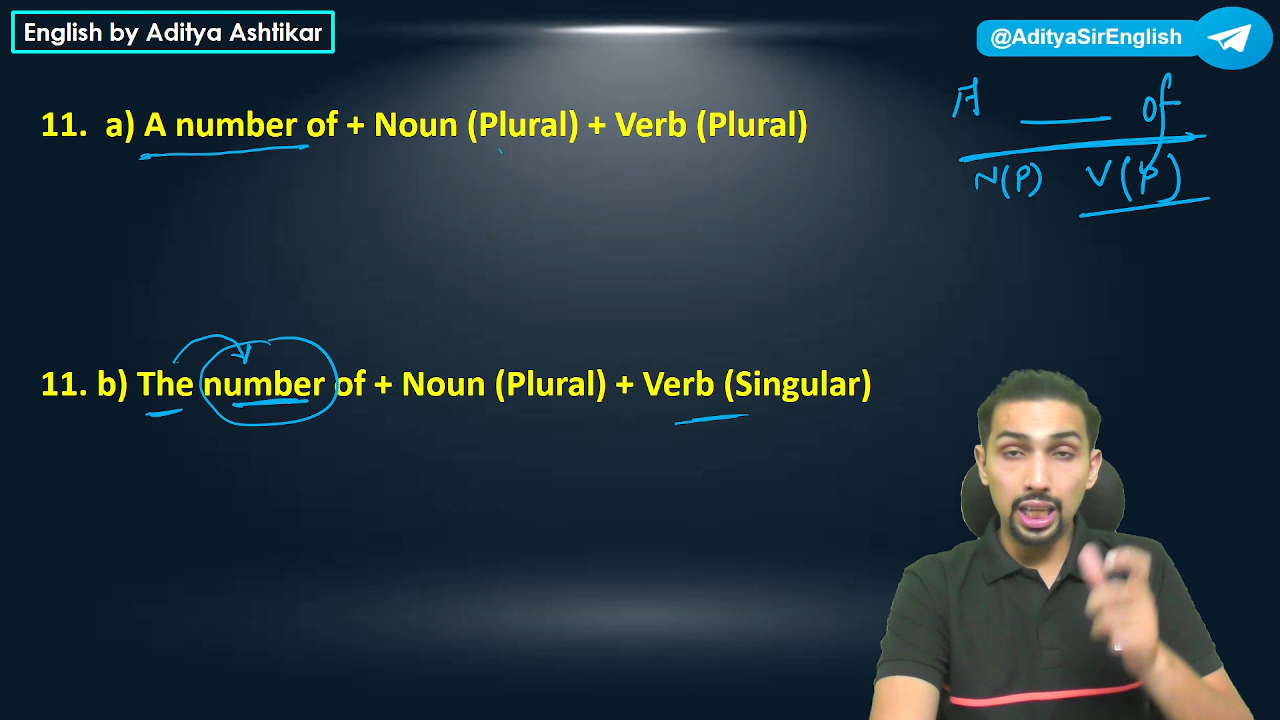 English by Aditya Ashtikar
@AdityaSirEnglish
A ____ of
N(P) V(P)
11. a) A number of + Noun (Plural) + Verb (Plural)
11. b) The number of + Noun (Plural) + Verb (Singular)